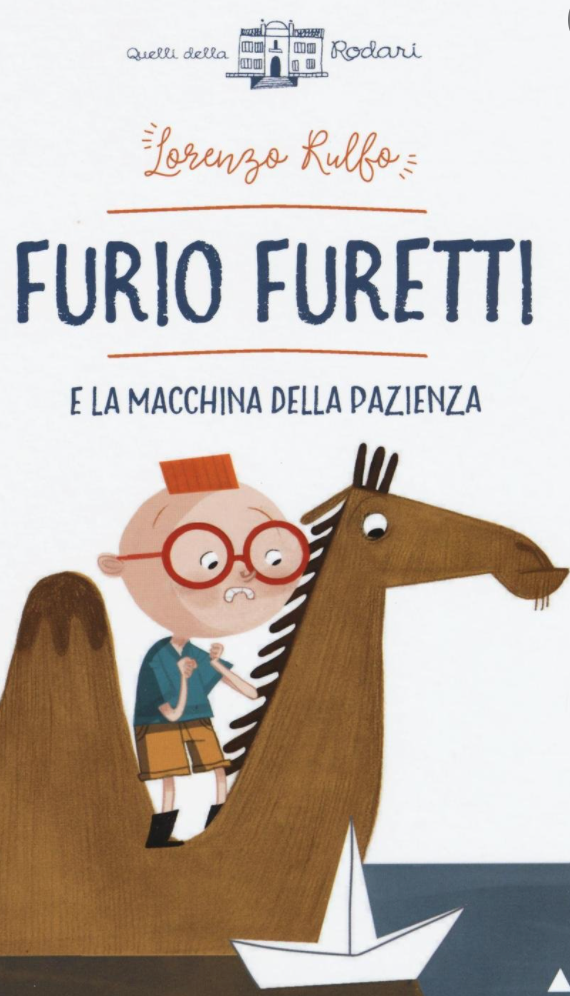 Quelli della Rodari
Lorenzo Rulfo
FURIO FURETTI
E LA MACCHINA DELLA PAZIENZA